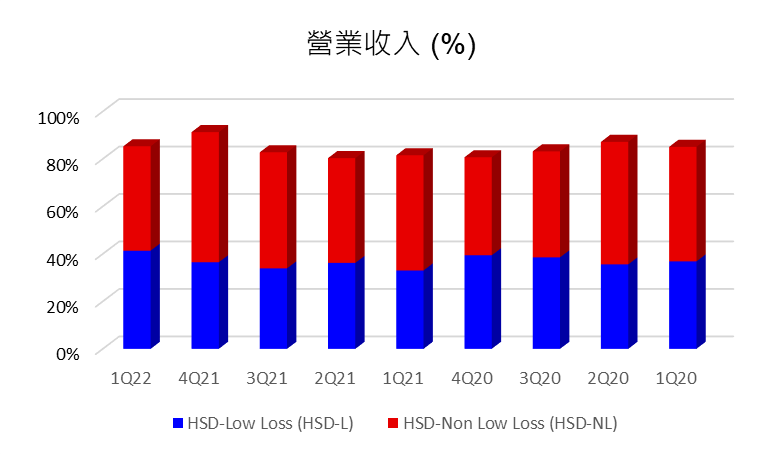 營業收入 (%)
100%
80%
60%
40%
20%
0%
1Q22 4Q21 3Q21 2Q21 1Q21 4Q20 3Q20 2Q20 1Q20
HSD-Low Loss (HSD-L) HSD-Non Low Loss (HSD-NL)